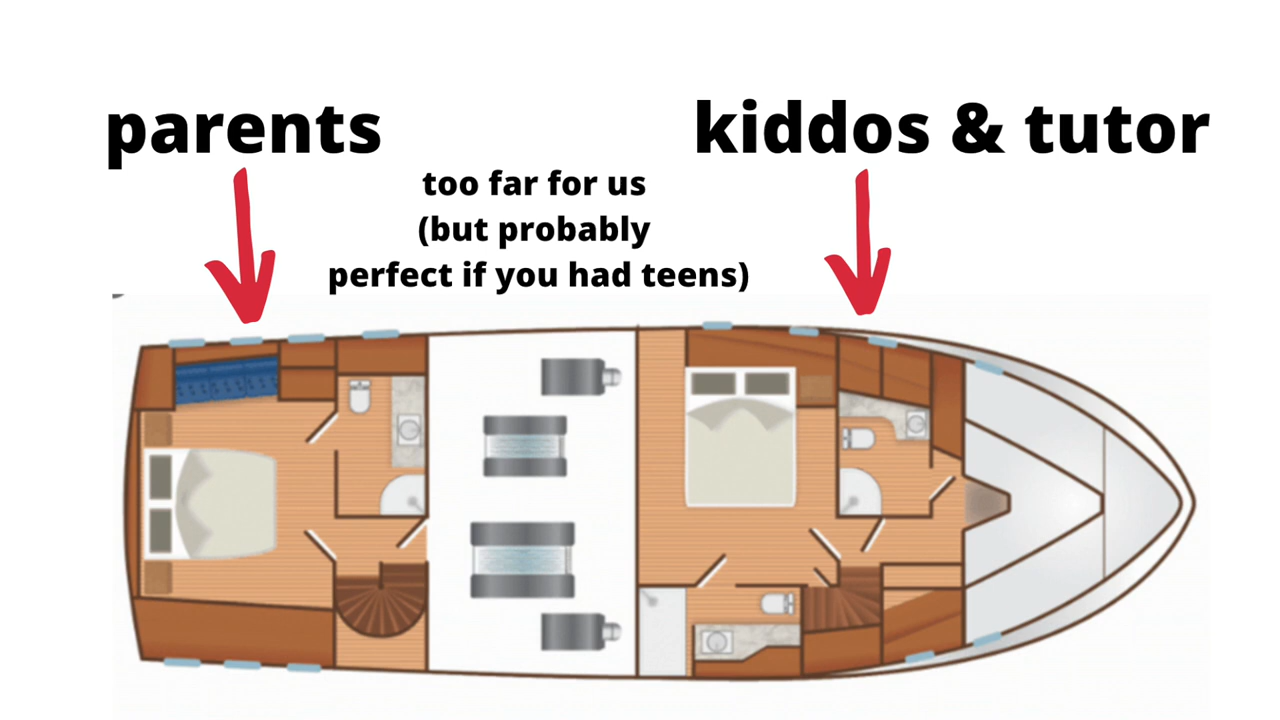 parents
kiddos & tutor
too far for us
(but probably
perfect if you had teens)